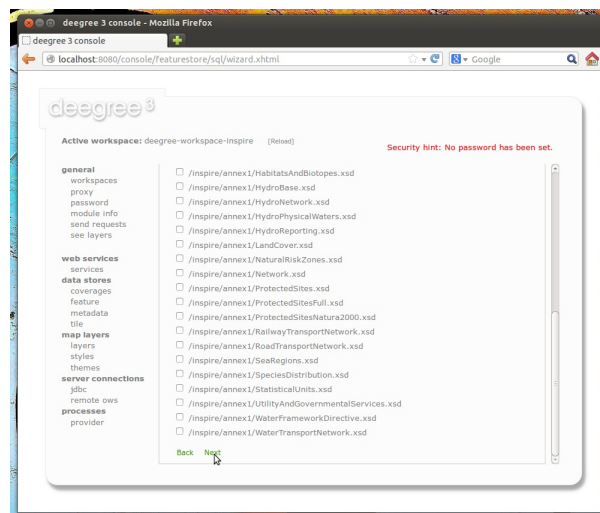 deegree 3 console - Mozilla Firefox
deegree 3 console
localhost:8080/console/featurestore/sql/wizard.xhtml
Google
deegree 3
Active workspace: deegree-workspace-inspire [Reload]
Security hint: No password has been set.
general
workspaces
proxy
password
module info
send requests
see layers
web services
services
data stores
coverages
feature
metadata
tile
map layers
layers
styles
themes
server connections
jdbc
remote ows
processes
provider
/inspire/annex1/HabitatsAndBiotopes.xsd
/inspire/annex1/HydroBase.xsd
/inspire/annex1/HydroNetwork.xsd
/inspire/annex1/HydroPhysicalWaters.xsd
/inspire/annex1/HydroReporting.xsd
/inspire/annex1/LandCover.xsd
/inspire/annex1/NaturalRiskZones.xsd
/inspire/annex1/Network.xsd
/inspire/annex1/ProtectedSites.xsd
/inspire/annex1/ProtectedSitesFull.xsd
/inspire/annex1/ProtectedSitesNatura2000.xsd
/inspire/annex1/RailwayTransportNetwork.xsd
/inspire/annex1/RoadTransportNetwork.xsd
/inspire/annex1/SeaRegions.xsd
/inspire/annex1/SpeciesDistribution.xsd
/inspire/annex1/StatisticalUnits.xsd
/inspire/annex1/UtilityAndGovernmentalServices.xsd
/inspire/annex1/WaterFrameworkDirective.xsd
/inspire/annex1/WaterTransportNetwork.xsd
Back Next